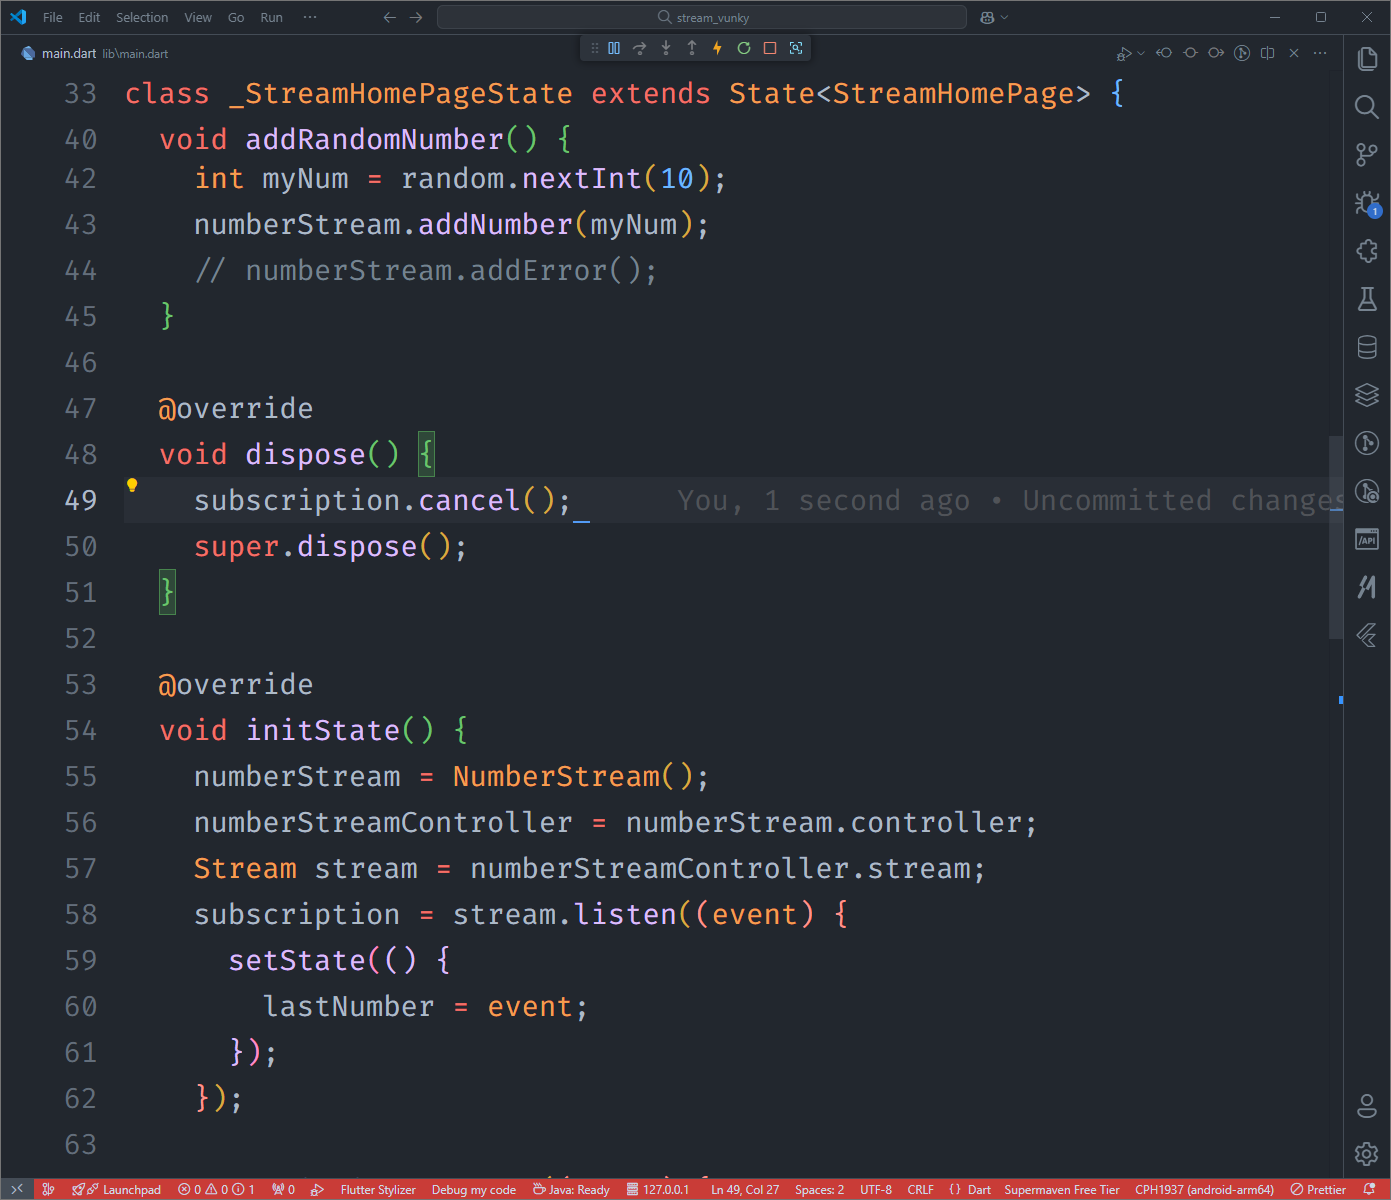 File Edit Selection View Go Run ··· stream_vunky
main.dart lib\main.dart
33 class _StreamHomePageState extends State<StreamHomePage> {
40 void addRandomNumber() {
42 int myNum = random.nextInt(10);
43 numberStream.addNumber(myNum);
44 // numberStream.addError();
45 }
46
47 @override
48 void dispose() {
49 subscription.cancel(); You, 1 second ago • Uncommitted changes
50 super.dispose();
51 }
52
53 @override
54 void initState() {
55 numberStream = NumberStream();
56 numberStreamController = numberStream.controller;
57 Stream stream = numberStreamController.stream;
58 subscription = stream.listen((event) {
59 setState(() {
60 lastNumber = event;
61 });
62 });
63
1
/API
Launchpad 0 0 1 0 Flutter Stylizer Debug my code Java: Ready 127.0.0.1 Ln 49, Col 27 Spaces: 2 UTF-8 CRLF {} Dart Supermaven Free Tier CPH1937 (android-arm64) Prettier